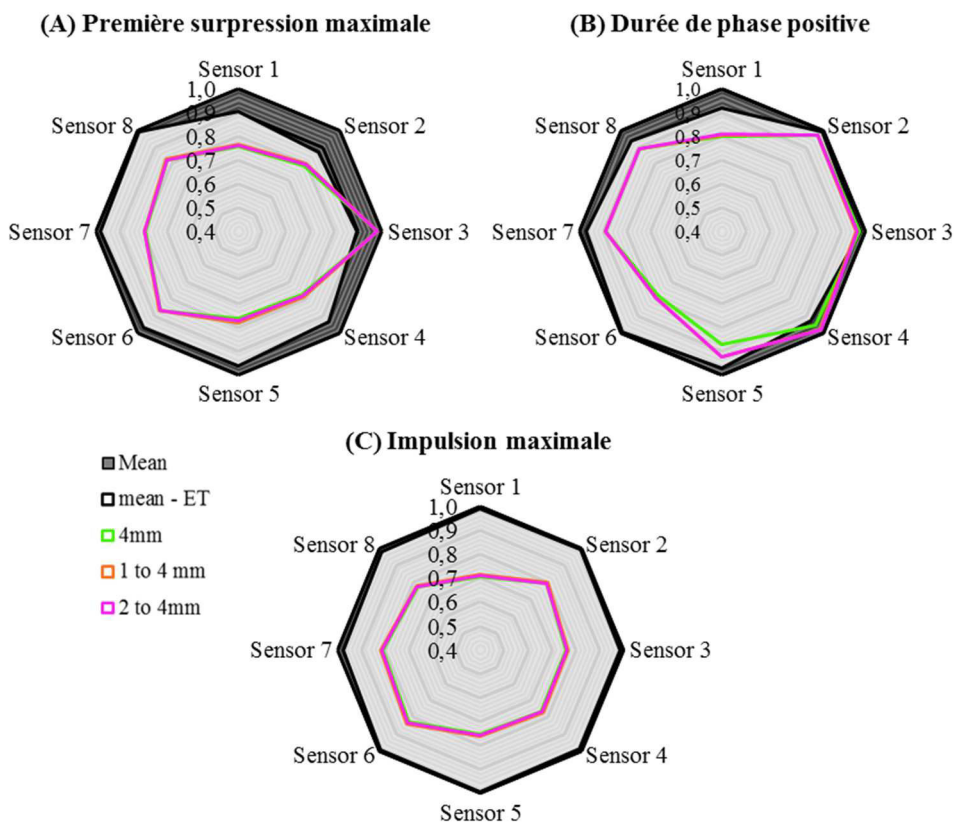 (A) Première surpression maximale
Sensor 1
1,0
0,9
0,8
0,7
0,6
0,5
0,4
Sensor 2
Sensor 3
Sensor 4
Sensor 5
Sensor 6
Sensor 7
Sensor 8
(B) Durée de phase positive
Sensor 1
1,0
0,9
0,8
0,7
0,6
0,5
0,4
Sensor 2
Sensor 3
Sensor 4
Sensor 5
Sensor 6
Sensor 7
Sensor 8
(C) Impulsion maximale
Mean
mean - ET
4mm
1 to 4 mm
2 to 4mm
Sensor 1
1,0
0,9
0,8
0,7
0,6
0,5
0,4
Sensor 2
Sensor 3
Sensor 4
Sensor 5
Sensor 6
Sensor 7
Sensor 8